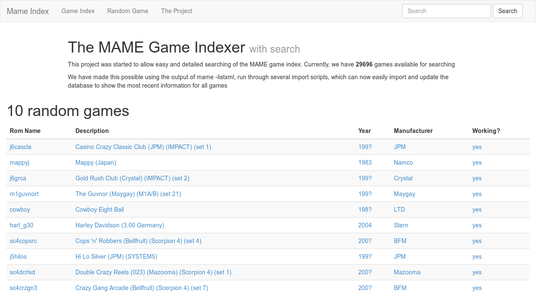 Mame Index Game Index Random Game The Project Search Search
The MAME Game Indexer with search
This project was started to allow easy and detailed searching of the MAME game index. Currently, we have 29696 games available for searching
We have made this possible using the output of mame -listxml, run through several import scripts, which can now easily import and update the
database to show the most recent information for all games
10 random games
Rom Name Description Year Manufacturer Working?
j6cascla Casino Crazy Classic Club (JPM) (IMPACT) (set 1) 199? JPM yes
mappyj Mappy (Japan) 1983 Namco yes
j6grca Gold Rush Club (Crystal) (IMPACT) (set 2) 199? Crystal yes
m1guvnort The Guvnor (Maygay) (M1A/B) (set 21) 199? Maygay yes
cowboy Cowboy Eight Ball 198? LTD yes
harl_g30 Harley Davidson (3.00 Germany) 2004 Stern yes
sc4copsrc Cops 'n' Robbers (Bellfruit) (Scorpion 4) (set 4) 200? BFM yes
j5hilos Hi Lo Silver (JPM) (SYSTEM5) 199? JPM yes
sc4dcrlsd Double Crazy Reels (023) (Mazooma) (Scorpion 4) (set 1) 200? Mazooma yes
sc4crzgn3 Crazy Gang Arcade (Bellfruit) (Scorpion 4) (set 7) 200? BFM yes